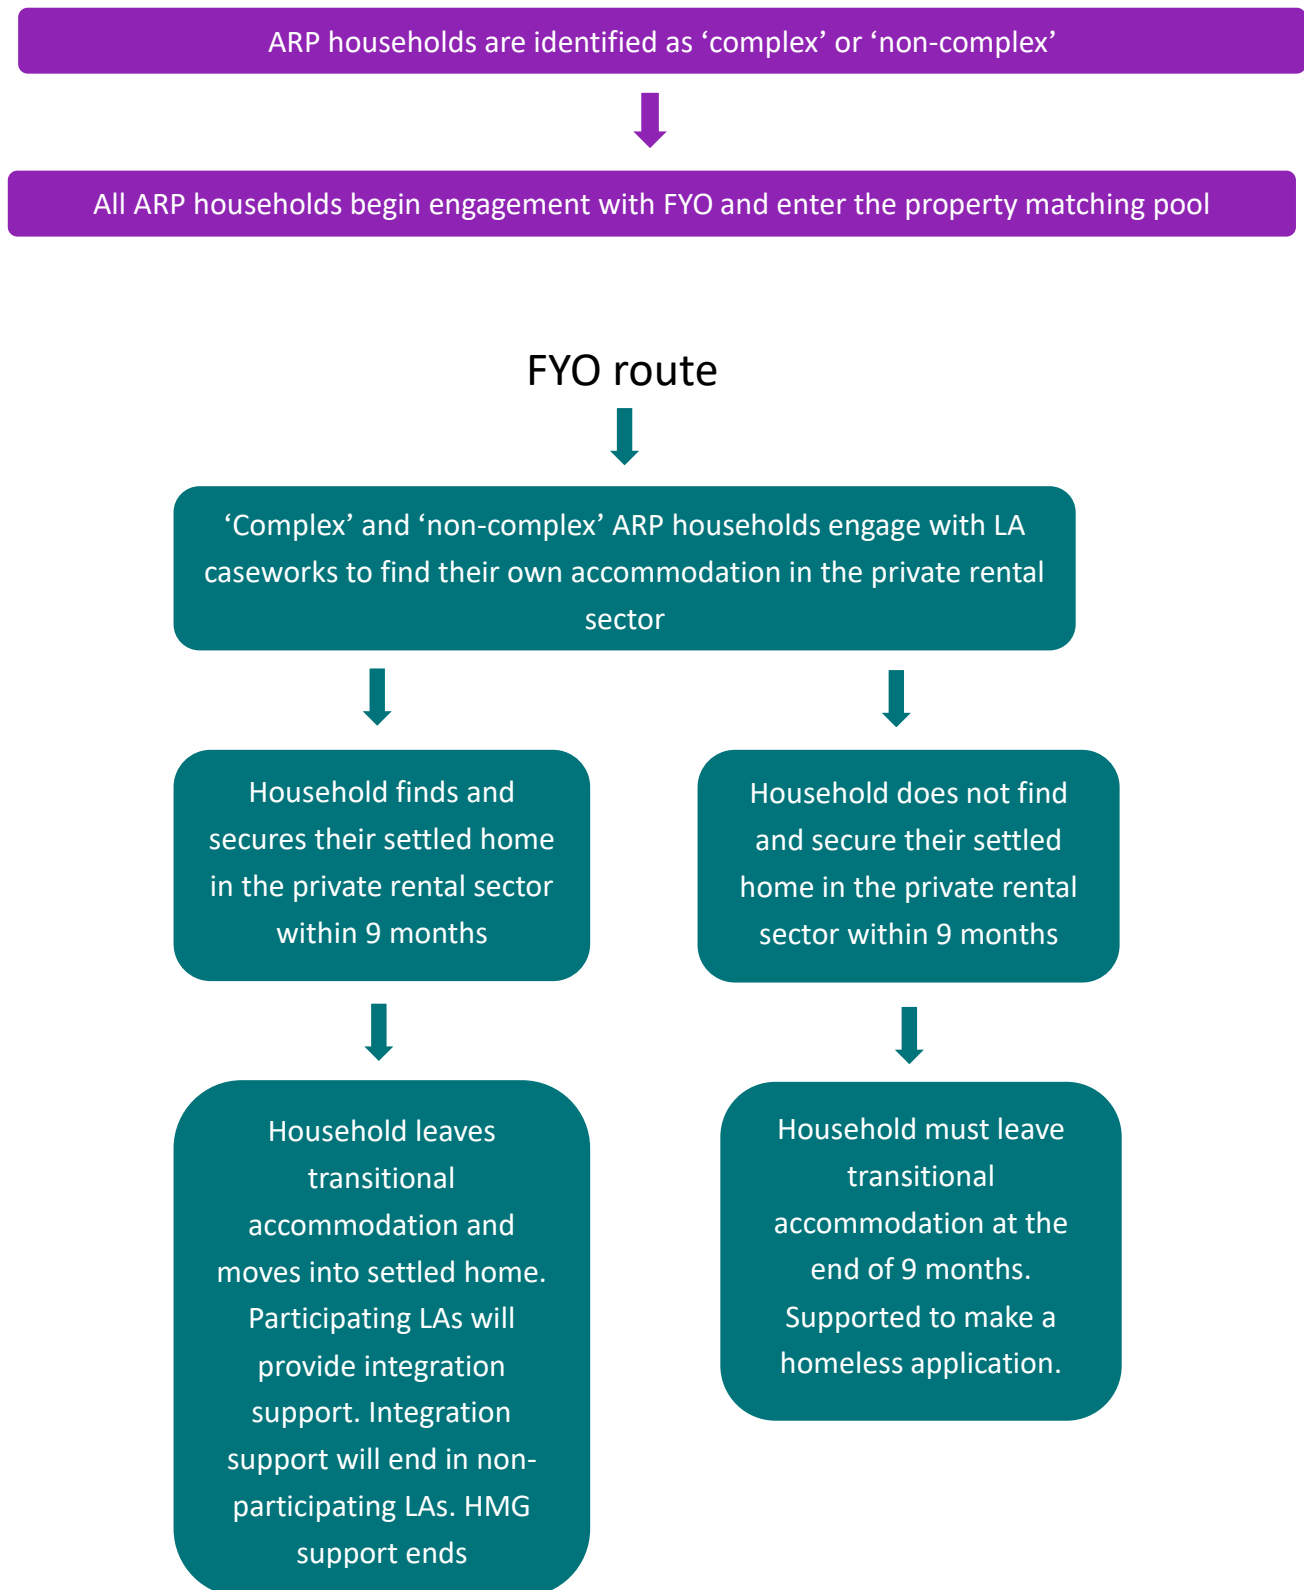 ARP households are identified as ‘complex’ or ‘non-complex’
All ARP households begin engagement with FYO and enter the property matching pool
FYO route
‘Complex’ and ‘non-complex’ ARP households engage with LA
caseworks to find their own accommodation in the private rental
sector
Household finds and
secures their settled home
in the private rental sector
within 9 months
Household does not find
and secure their settled
home in the private rental
sector within 9 months
Household leaves
transitional
accommodation and
moves into settled home.
Participating LAs will
provide integration
support. Integration
support will end in non-
participating LAs. HMG
support ends
Household must leave
transitional
accommodation at the
end of 9 months.
Supported to make a
homeless application.